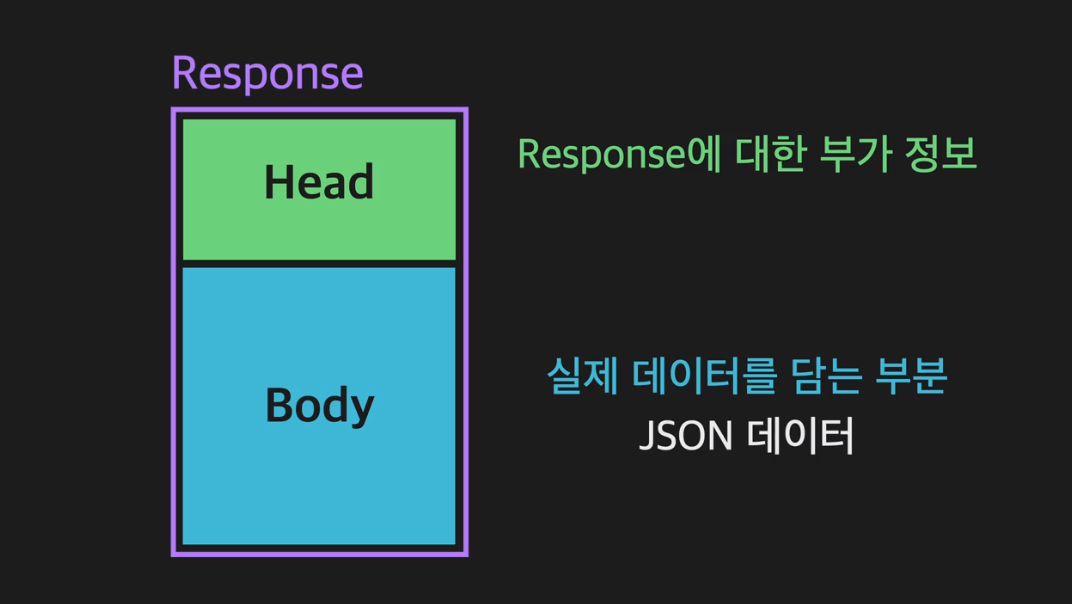 Response
Head
Response에 대한 부가 정보
Body
실제 데이터를 담는 부분
JSON 데이터